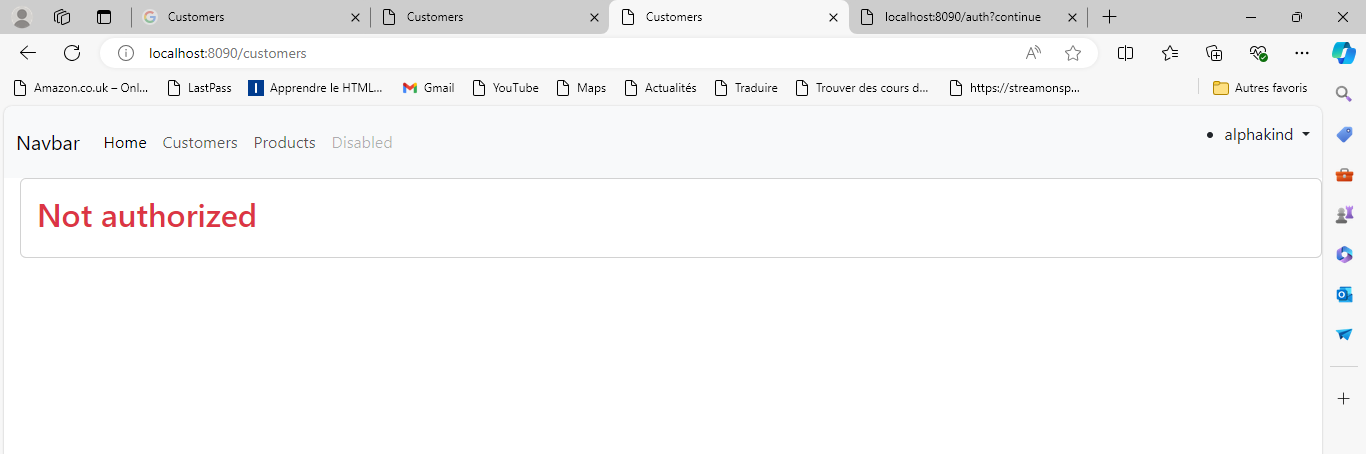 Customers
Customers
Customers
localhost:8090/auth?continue
localhost:8090/customers
Amazon.co.uk – Onl...
LastPass
Apprendre le HTML...
Gmail
YouTube
Maps
Actualités
Traduire
Trouver des cours d...
https://streamonsp...
Autres favoris
Navbar Home Customers Products Disabled
alphakind
Not authorized